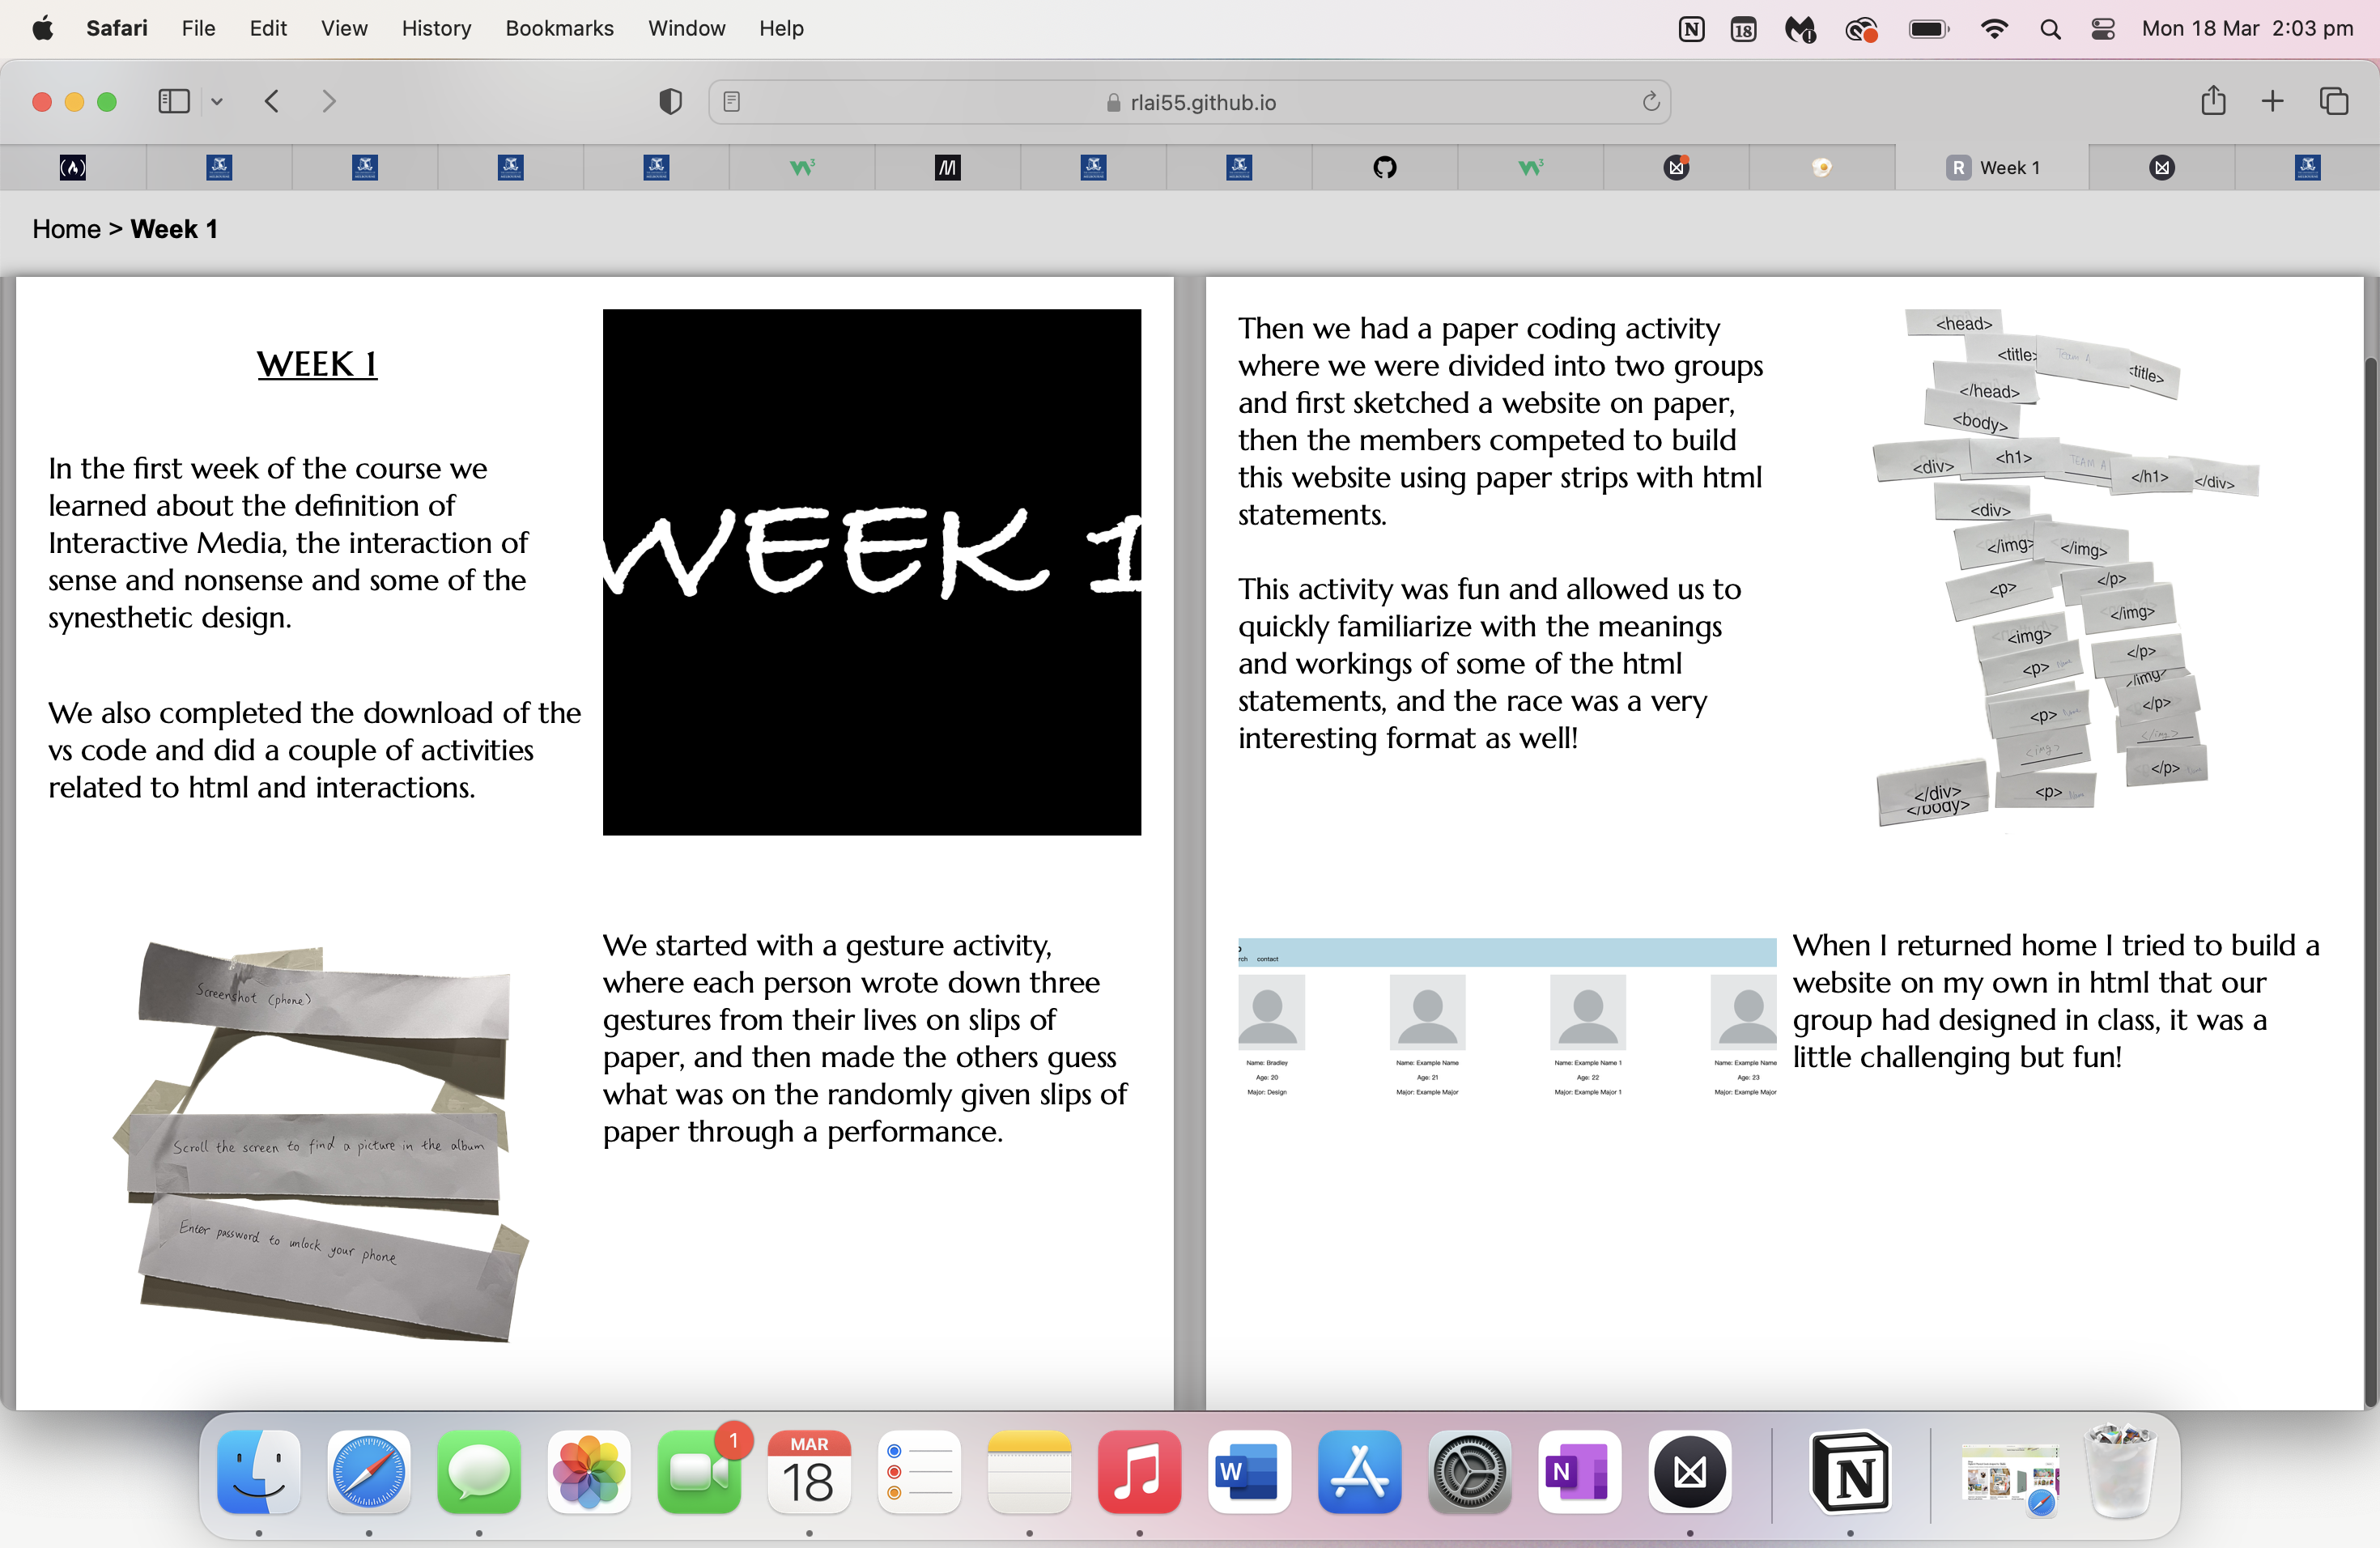 Safari File Edit View History Bookmarks Window Help
18
Mon 18 Mar 2:03 pm
rlai55.github.io
R Week 1
Home > Week 1
WEEK 1
In the first week of the course we
learned about the definition of
Interactive Media, the interaction of
sense and nonsense and some of the
synesthetic design.
We also completed the download of the
vs code and did a couple of activities
related to html and interactions.
WEEK 1
Screenshot (phone)
Scroll the screen to find a picture in the album
Enter password to unlock your phone
We started with a gesture activity,
where each person wrote down three
gestures from their lives on slips of
paper, and then made the others guess
what was on the randomly given slips of
paper through a performance.
Then we had a paper coding activity
where we were divided into two groups
and first sketched a website on paper,
then the members competed to build
this website using paper strips with html
statements.
This activity was fun and allowed us to
quickly familiarize with the meanings
and workings of some of the html
statements, and the race was a very
interesting format as well!
<head>
<title> Team A <title>
</head>
<body>
<div> <h1> TEAM A </h1> </div>
<div>
</img> </img>
<p> </p>
</img>
<img>
<p> </p>
/img>
<p> </p>
<img> </img>
</p>
</div> <p>
</body>
contact
Name: Bradley
Age: 20
Major: Design
Name: Example Name
Age: 21
Major: Example Major
Name: Example Name 1
Age: 22
Major: Example Major 1
Name: Example Name
Age: 23
Major: Example Major
When I returned home I tried to build a
website on my own in html that our
group had designed in class, it was a
little challenging but fun!
1
MAR
18
W
N
N